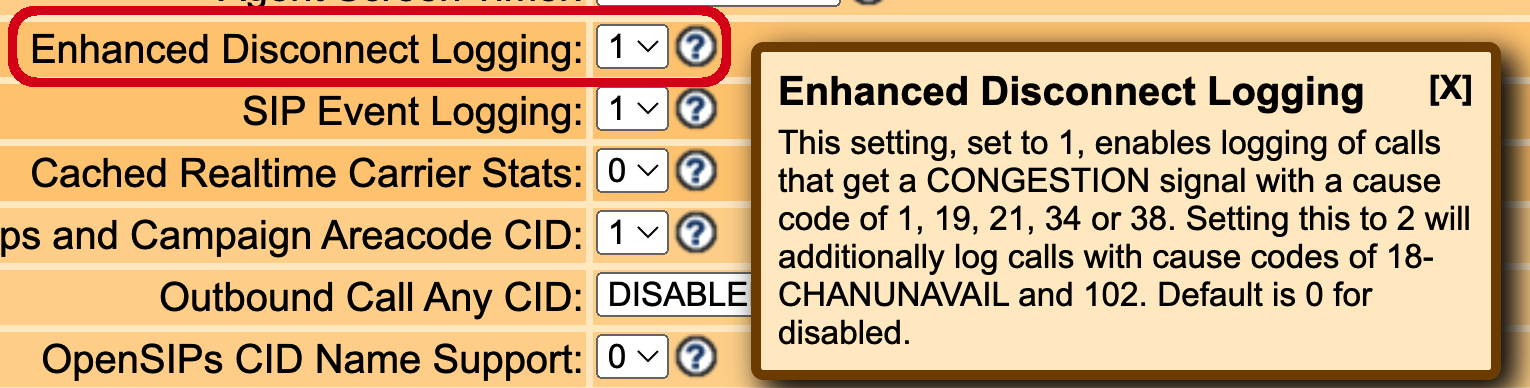 Agent Screen Timer:
Enhanced Disconnect Logging: 1
SIP Event Logging: 1
Cached Realtime Carrier Stats: 0
ps and Campaign Areacode CID: 1
Outbound Call Any CID: DISABLE
OpenSIPs CID Name Support: 0
Enhanced Disconnect Logging [X]
This setting, set to 1, enables logging of calls
that get a CONGESTION signal with a cause
code of 1, 19, 21, 34 or 38. Setting this to 2 will
additionally log calls with cause codes of 18-
CHANUNAVAIL and 102. Default is 0 for
disabled.